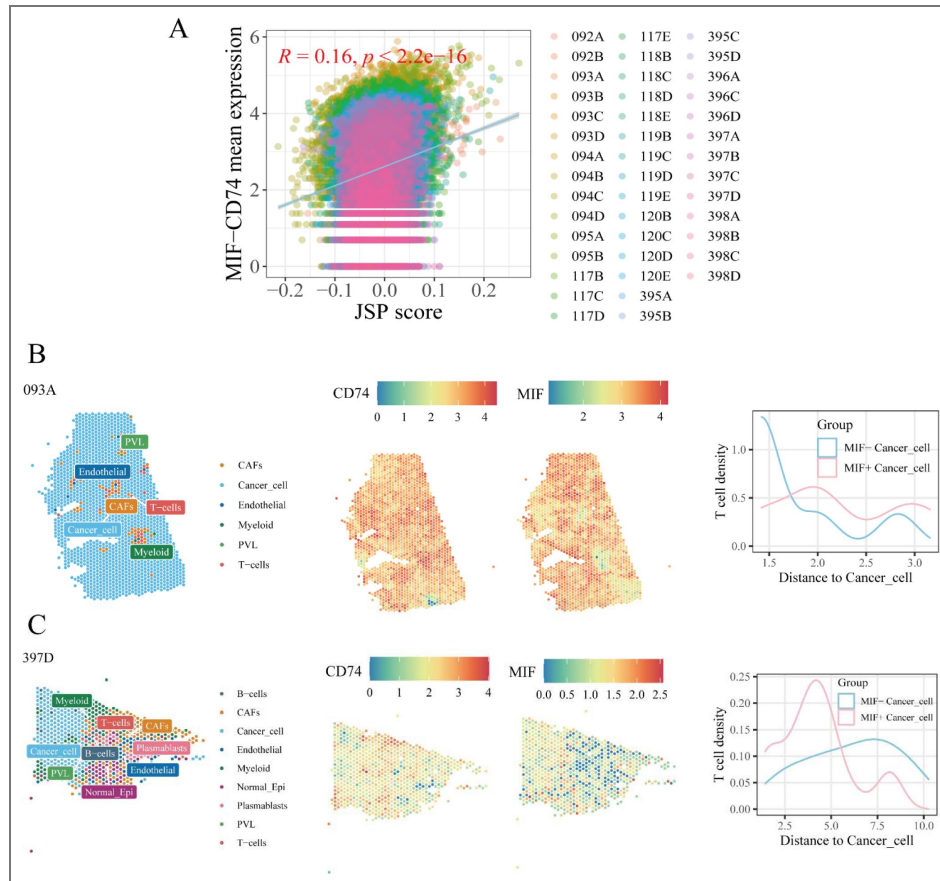 A
R = 0.16, p < 2.2e−16
MIF−CD74 mean expression
6
4
2
0
−0.2 −0.1 0.0 0.1 0.2
JSP score
092A 117E 395C
092B 118B 395D
093A 118C 396A
093B 118D 396C
093C 118E 396D
093D 119B 397A
094A 119C 397B
094B 119D 397C
094C 119E 397D
094D 120B 398A
095A 120C 398B
095B 120D 398C
117B 120E 398D
117C 395A
117D 395B
B
093A
PVL
Endothelial
CAFs
T−cells
Cancer_cell
Myeloid
CAFs
Cancer_cell
Endothelial
Myeloid
PVL
T−cells
CD74
0 1 2 3 4
MIF
2 3 4
Group
MIF− Cancer_cell
MIF+ Cancer_cell
T cell density
1.0
0.5
0.0
1.5 2.0 2.5 3.0
Distance to Cancer_cell
C
397D
Myeloid
T−cells
CAFs
Cancer_cell
B−cells
Plasmablasts
PVL
Endothelial
Normal_Epi
B−cells
CAFs
Cancer_cell
Endothelial
Myeloid
Normal_Epi
Plasmablasts
PVL
T−cells
CD74
0 1 2 3 4
MIF
0.0 0.5 1.0 1.5 2.0 2.5
Group
MIF− Cancer_cell
MIF+ Cancer_cell
T cell density
0.25
0.20
0.15
0.10
0.05
0.00
2.5 5.0 7.5 10.0
Distance to Cancer_cell